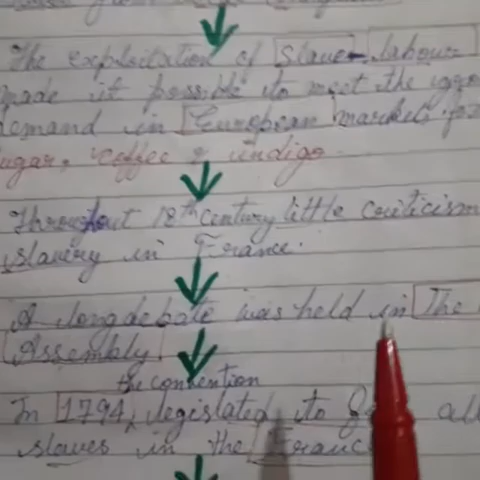 The exploitation of slave labour
made it possible to meet the
demand in European market for
sugar, coffee & indigo
Throughout 18th century little criticism
slavery in France.
A long debate was held in The
Assembly
the convention
In 1794, legislated to all
slaves in the